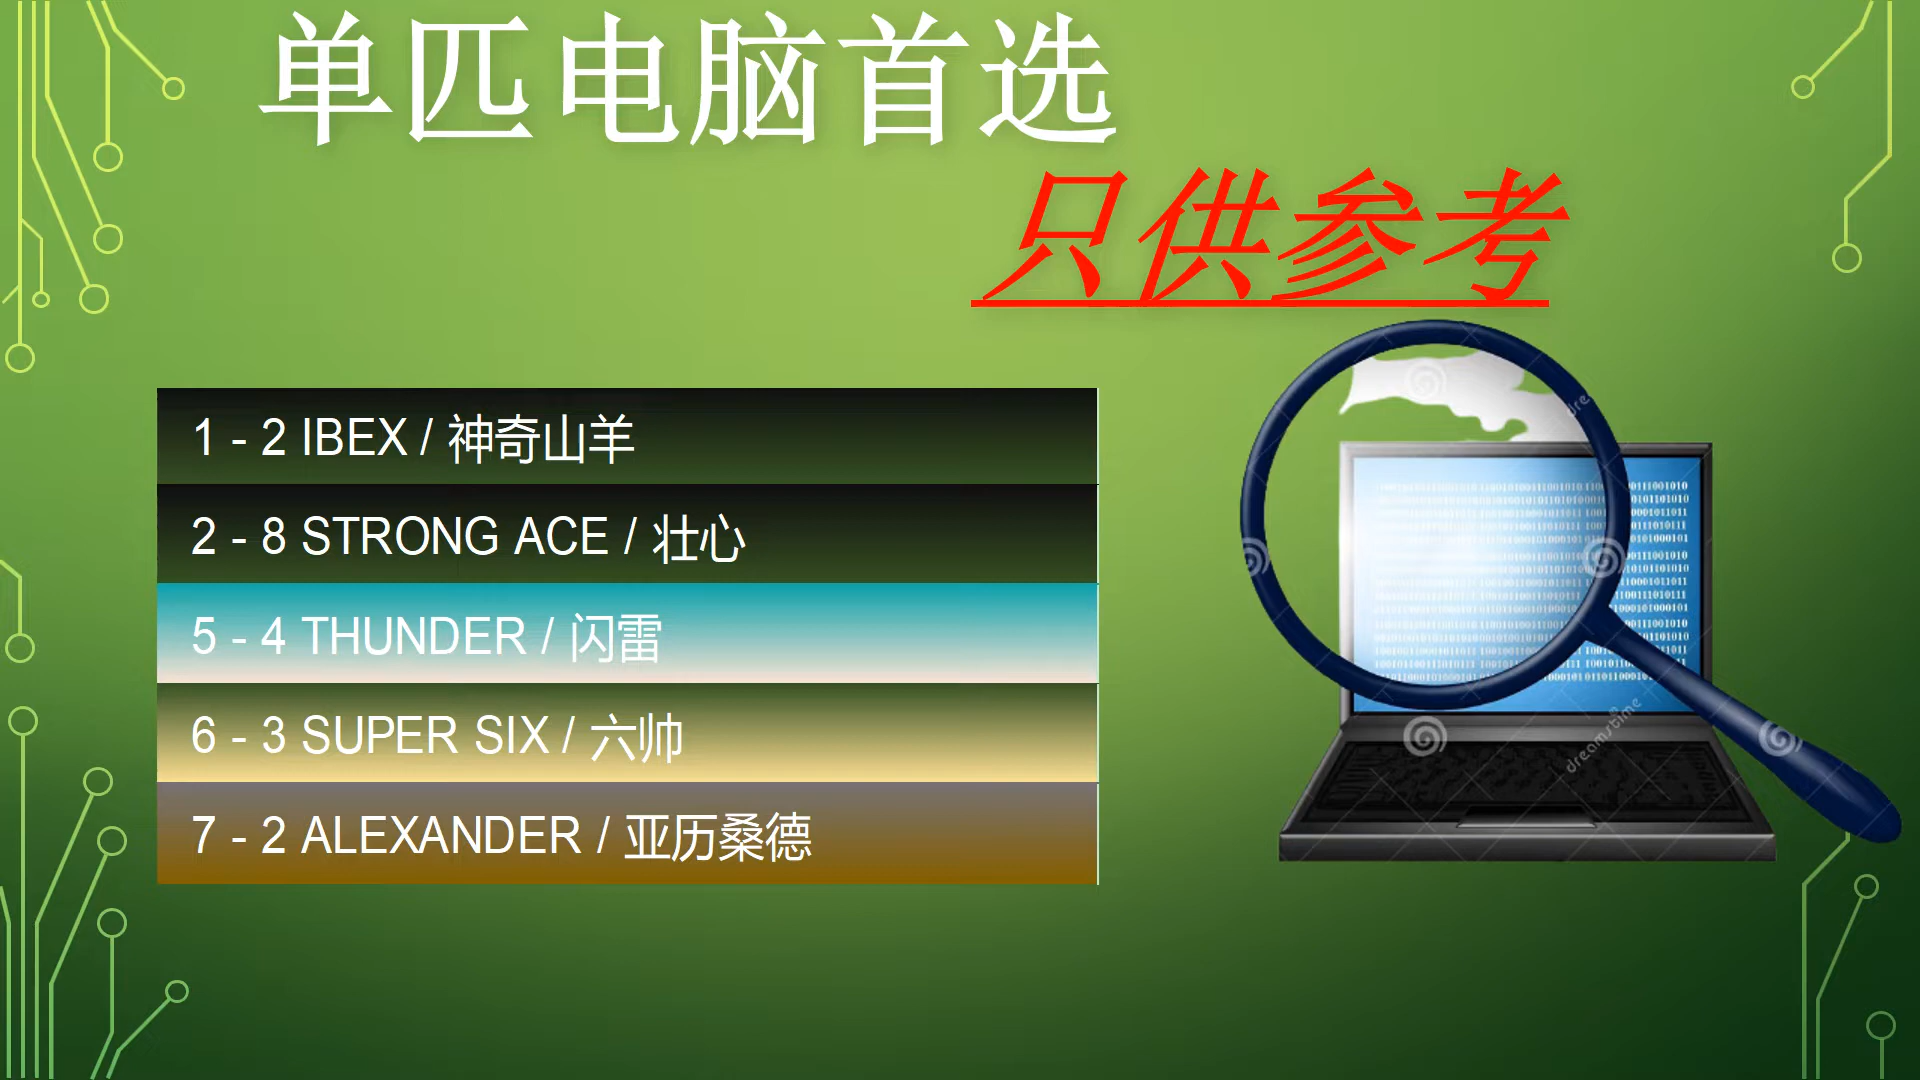 单匹电脑首选
只供参考
1 - 2 IBEX / 神奇山羊
2 - 8 STRONG ACE / 壮心
5 - 4 THUNDER / 闪雷
6 - 3 SUPER SIX / 六帅
7 - 2 ALEXANDER / 亚历桑德
dreamstime